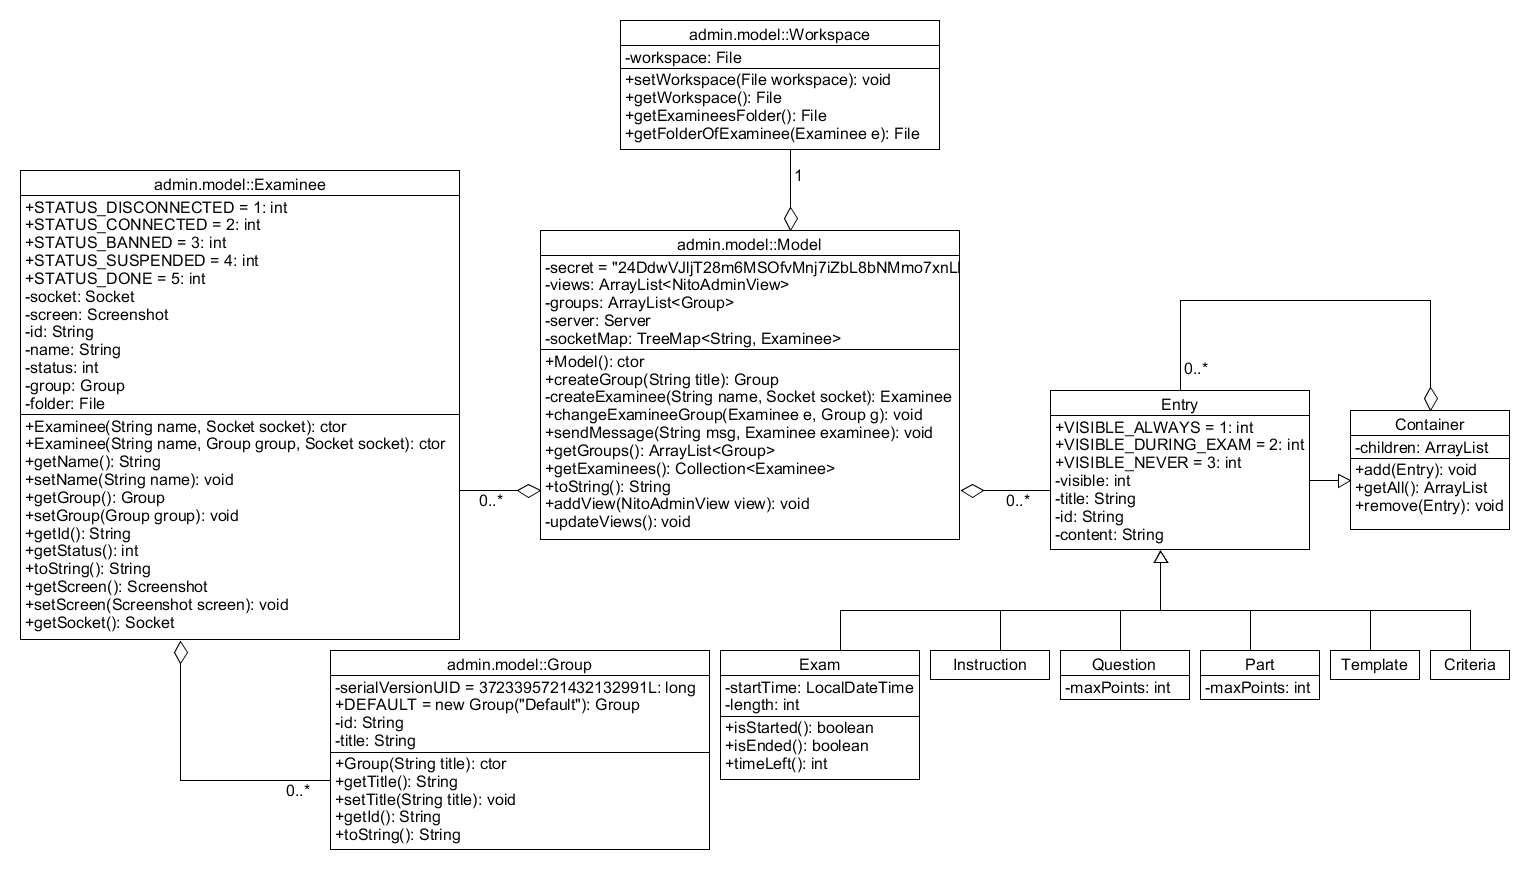 admin.model::Workspace
-workspace: File
+setWorkspace(File workspace): void
+getWorkspace(): File
+getExamineesFolder(): File
+getFolderOfExaminee(Examinee e): File
1
admin.model::Examinee
+STATUS_DISCONNECTED = 1: int
+STATUS_CONNECTED = 2: int
+STATUS_BANNED = 3: int
+STATUS_SUSPENDED = 4: int
+STATUS_DONE = 5: int
-socket: Socket
-screen: Screenshot
-id: String
-name: String
-status: int
-group: Group
-folder: File
+Examinee(String name, Socket socket): ctor
+Examinee(String name, Group group, Socket socket): ctor
+getName(): String
+setName(String name): void
+getGroup(): Group
+setGroup(Group group): void
+getId(): String
+getStatus(): int
+toString(): String
+getScreen(): Screenshot
+setScreen(Screenshot screen): void
+getSocket(): Socket
0..*
admin.model::Model
-secret =
-views: ArrayList<NitoAdminView>
-groups: ArrayList<Group>
-server: Server
-socketMap: TreeMap<String, Examinee>
+Model(): ctor
+createGroup(String title): Group
-createExaminee(String name, Socket socket): Examinee
+changeExamineeGroup(Examinee e, Group g): void
+sendMessage(String msg, Examinee examinee): void
+getGroups(): ArrayList<Group>
+getExaminees(): Collection<Examinee>
+toString(): String
+addView(NitoAdminView view): void
-updateViews(): void
0..*
0..*
Entry
+VISIBLE_ALWAYS = 1: int
+VISIBLE_DURING_EXAM = 2: int
+VISIBLE_NEVER = 3: int
-visible: int
-title: String
-id: String
-content: String
Container
-children: ArrayList
+add(Entry): void
+getAll(): ArrayList
+remove(Entry): void
0..*
admin.model::Group
-serialVersionUID = 3723395721432132991L: long
+DEFAULT = new Group("Default"): Group
-id: String
-title: String
+Group(String title): ctor
+getTitle(): String
+setTitle(String title): void
+getId(): String
+toString(): String
Exam
-startTime: LocalDateTime
-length: int
+isStarted(): boolean
+isEnded(): boolean
+timeLeft(): int
Instruction
Question
-maxPoints: int
Part
-maxPoints: int
Template
Criteria